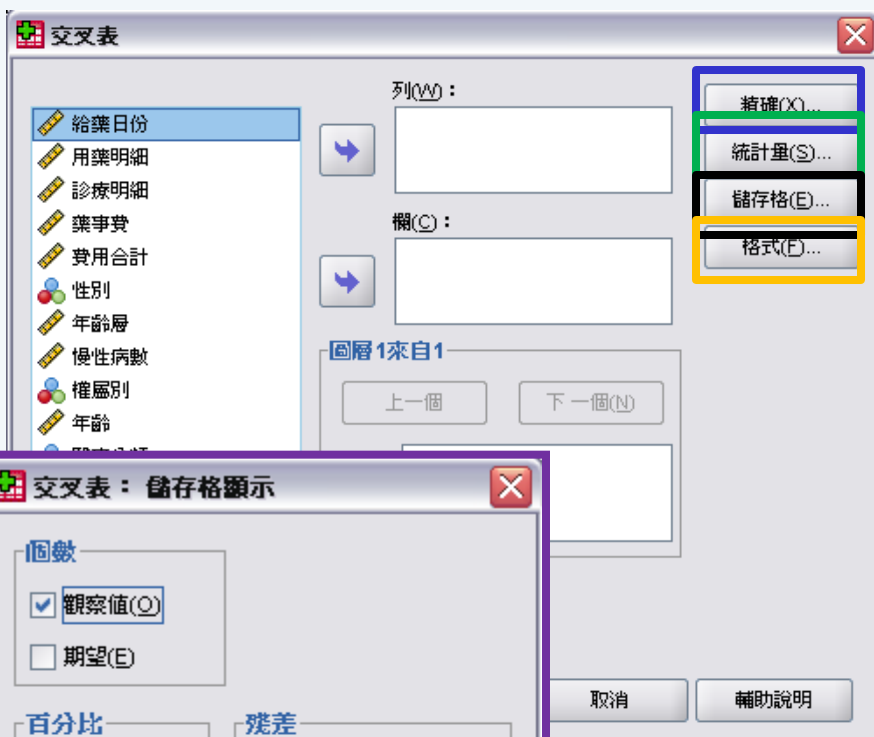 交叉表
列(W)：
精確(X)...
給藥日份
用藥明細
統計量(S)...
診療明細
儲存格(E)...
藥事費
欄(C)：
費用合計
格式(F)...
性別
年齡層
圖層1來自1
慢性病數
權屬別
上一個
下一個(N)
年齡
交叉表： 儲存格顯示
個數
觀察值(O)
期望(E)
取消
輔助說明
百分比
殘差